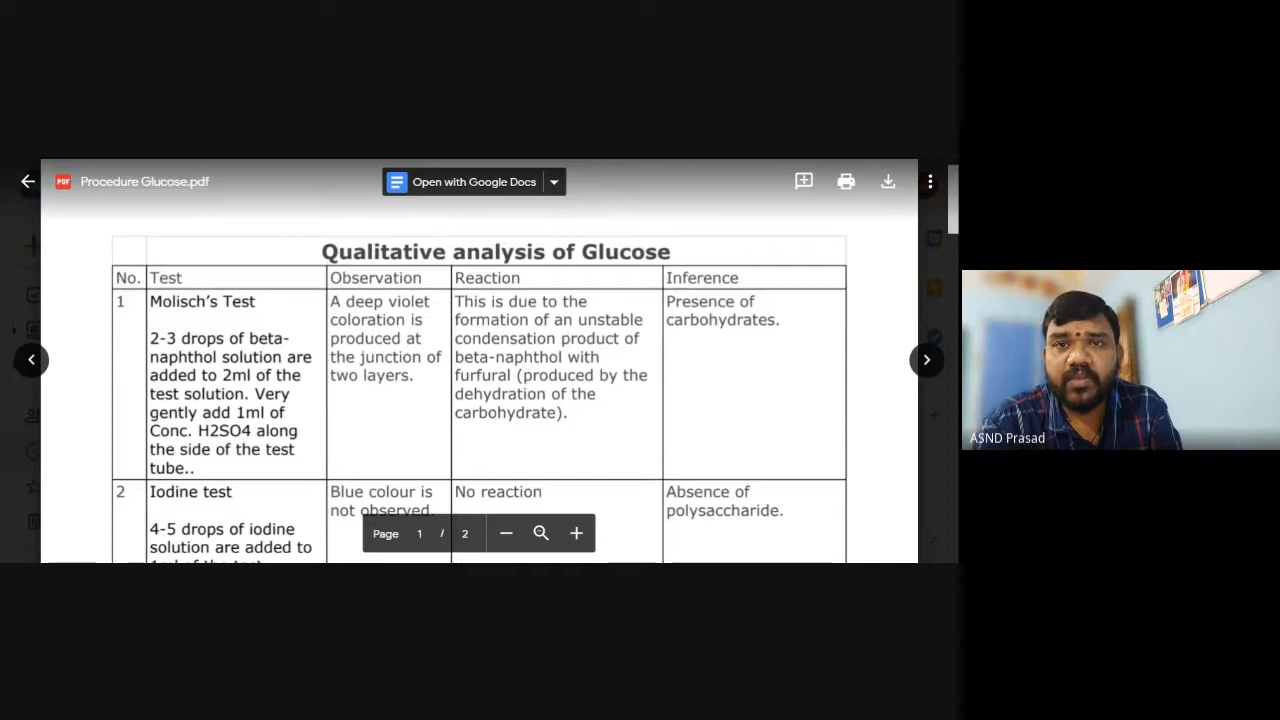 Procedure Glucose.pdf
Open with Google Docs
Qualitative analysis of Glucose
No. Test Observation Reaction Inference
1
Molisch's Test
2-3 drops of beta-
naphthol solution are
added to 2ml of the
test solution. Very
gently add 1ml of
Conc. H2SO4 along
the side of the test
tube..
A deep violet
coloration is
produced at
the junction of
two layers.
This is due to the
formation of an unstable
condensation product of
beta-naphthol with
furfural (produced by the
dehydration of the
carbohydrate).
Presence of
carbohydrates.
2
Iodine test
4-5 drops of iodine
solution are added to
Blue colour is
not observed.
No reaction
Absence of
polysaccharide.
Page 1 / 2
ASND Prasad
PDF